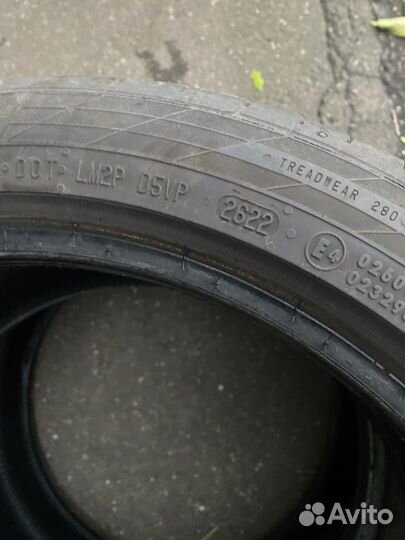 TREADWEAR 280
DOT LM2P D5VP 2622
E4
0260
02329
Avito